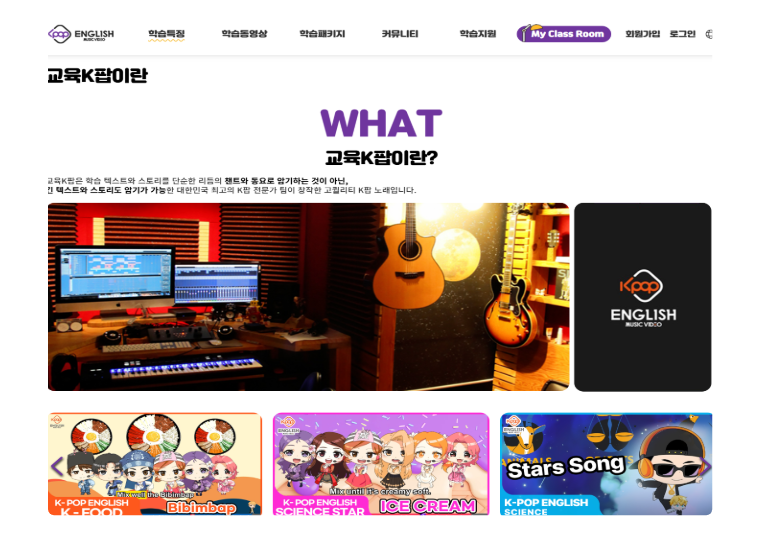 kpop ENGLISH
MUSIC VIDEO
학습특징 학습동영상 학습패키지 커뮤니티 학습지원 My Class Room 회원가입 로그인
교육K팝이란
WHAT
교육K팝이란?
교육K팝은 학습 텍스트와 스토리를 단순한 리듬의 챈트와 동요로 암기하는 것이 아닌,
긴 텍스트와 스토리도 암기가 가능한 대한민국 최고의 K팝 전문가 팀이 창작한 고퀄리티 K팝 노래입니다.
Kpop
ENGLISH
MUSIC VIDEO
Mix well the Bibimbap
K-POP ENGLISH
K-FOOD
Bibimbap
ENGLISH
Mix until it's creamy soft.
K-POP ENGLISH
SCIENCE STAR
ICE CREAM
ENGLISH
Stars Song
K-POP ENGLISH
SCIENCE